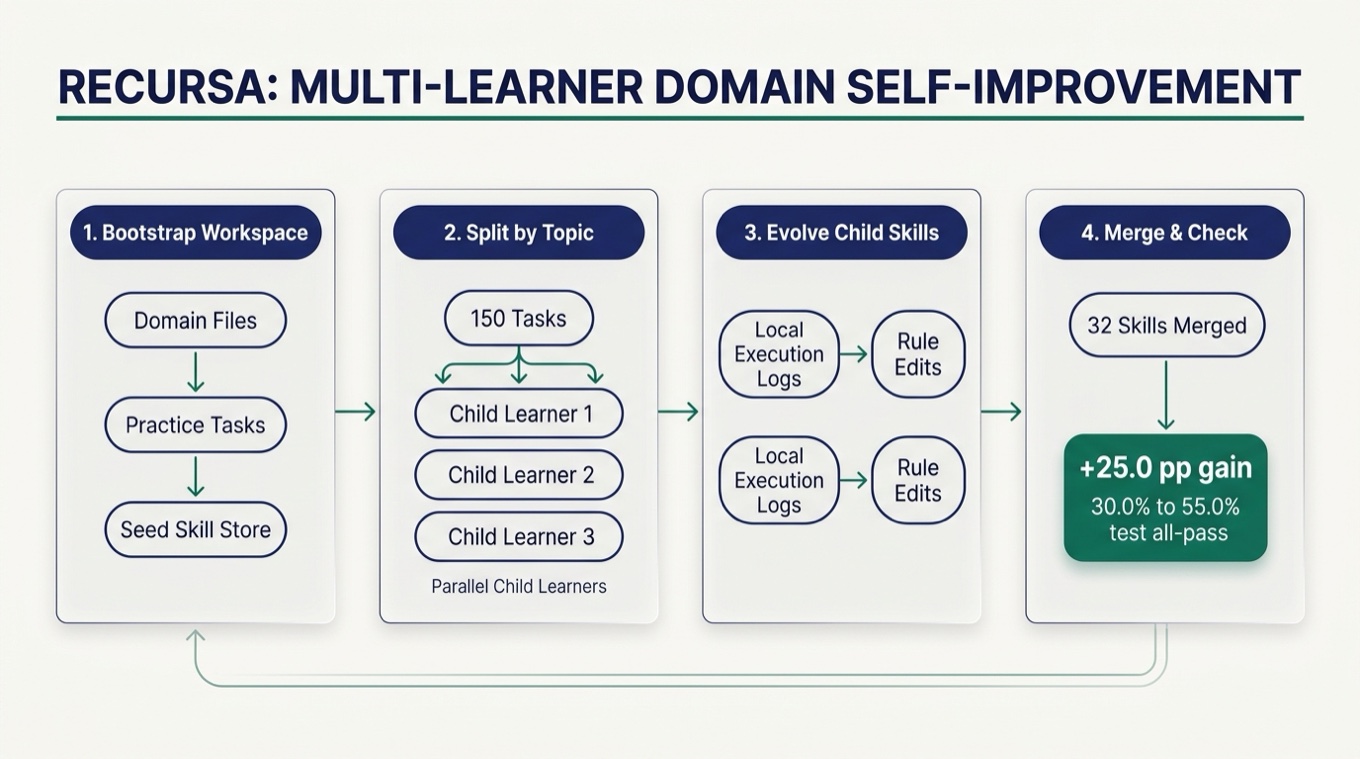 RECURSA: MULTI-LEARNER DOMAIN SELF-IMPROVEMENT
1. Bootstrap Workspace
Domain Files
Practice Tasks
Seed Skill Store
2. Split by Topic
150 Tasks
Child Learner 1
Child Learner 2
Child Learner 3
Parallel Child Learners
3. Evolve Child Skills
Local
Execution
Logs
Rule
Edits
Local
Execution
Logs
Rule
Edits
4. Merge & Check
32 Skills Merged
+25.0 pp gain
30.0% to 55.0%
test all-pass